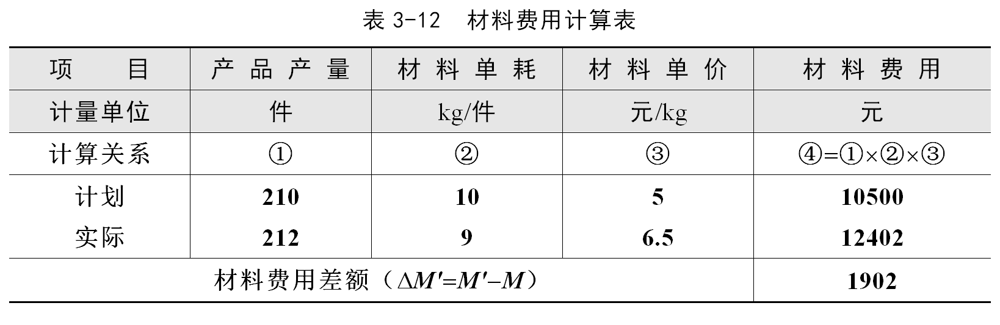 表 3-12 材料费用计算表
项 目 产 品 产 量 材 料 单 耗 材 料 单 价 材 料 费 用
计量单位 件 kg/件 元/kg 元
计算关系 ① ② ③ ④=①×②×③
计划 210 10 5 10500
实际 212 9 6.5 12402
材料费用差额（ΔM′=M′−M） 1902